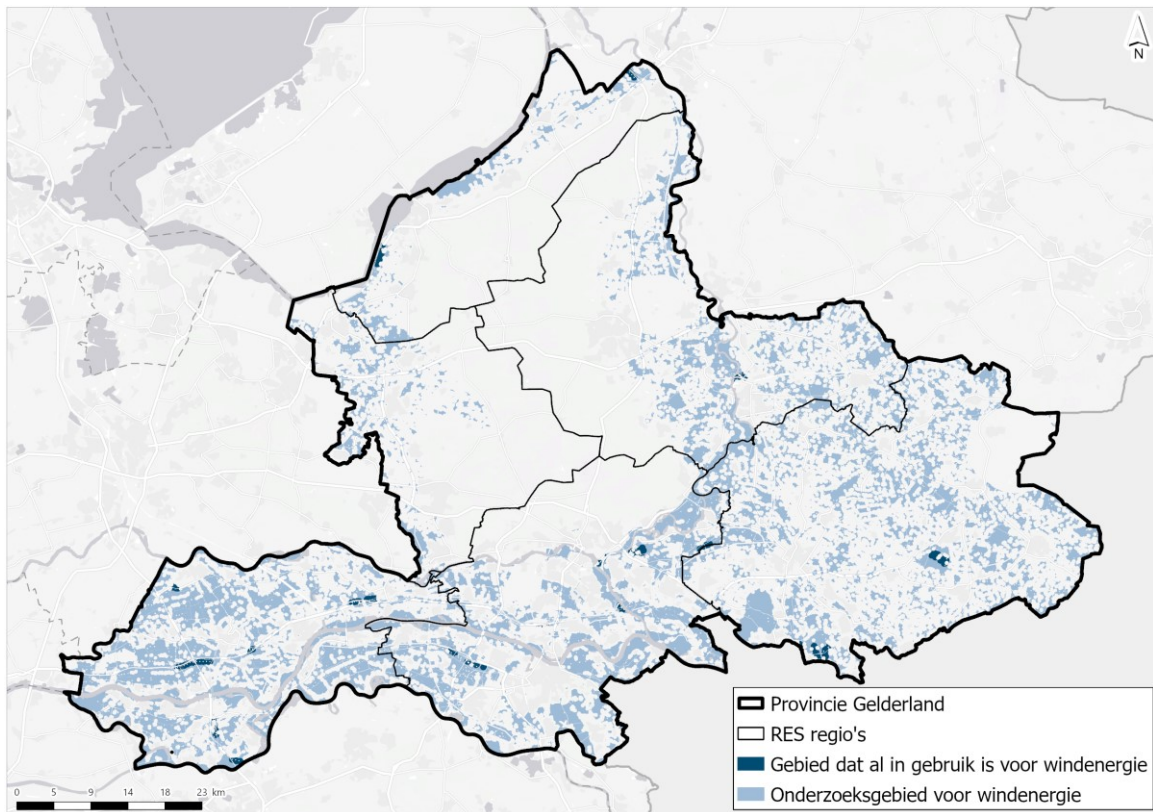 N
Provincie Gelderland
RES regio's
Gebied dat al in gebruik is voor windenergie
Onderzoeksgebied voor windenergie
0 5 9 14 18 23 km